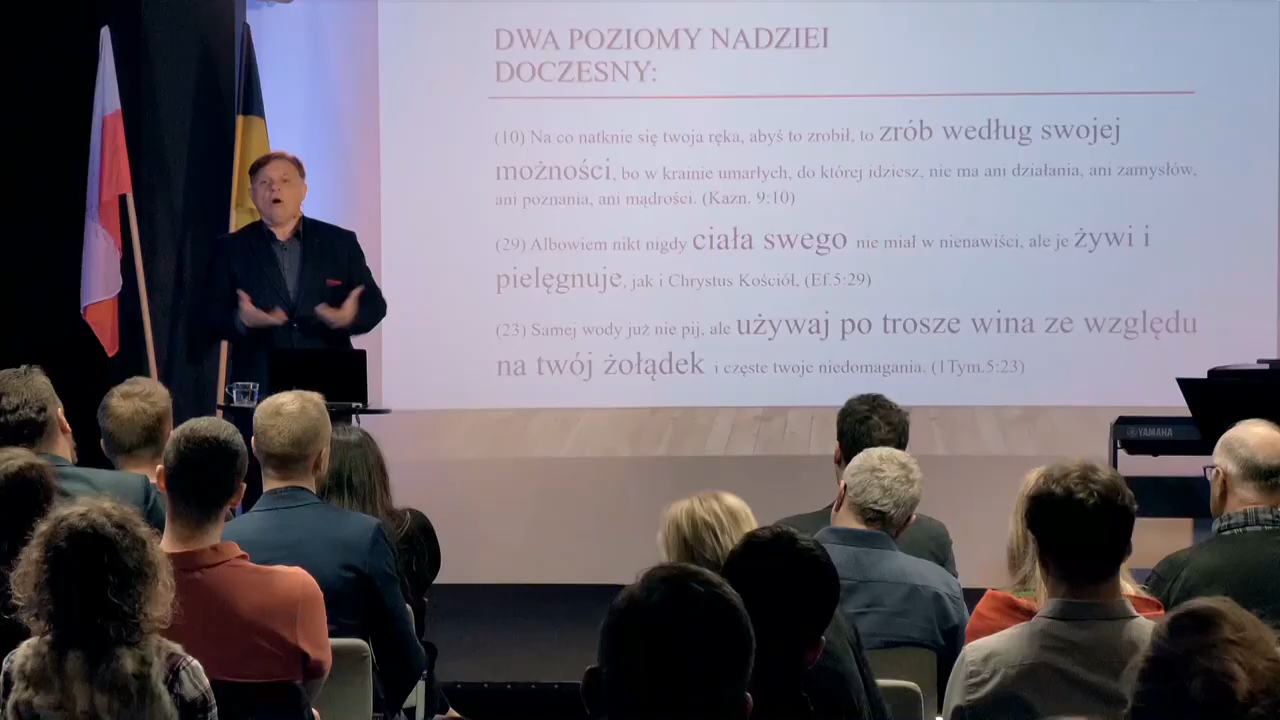 DWA POZIOMY NADZIEI
DOCZESNY:
(10) Na co natknie się twoja ręka, abyś to zrobił, to zrób według swojej
możności, bo w krainie umarłych, do której idziesz, nie ma ani działania, ani zamysłów,
ani poznania, ani mądrości. (Kazn. 9:10)
(29) Albowiem nikt nigdy ciała swego nie miał w nienawiści, ale je żywi i
pielęgnuje, jak i Chrystus Kościół, (Ef.5:29)
(23) Samej wody już nie pij, ale używaj po trosze wina ze względu
na twój żołądek i częste twoje niedomagania. (1Tym.5:23)
YAMAHA